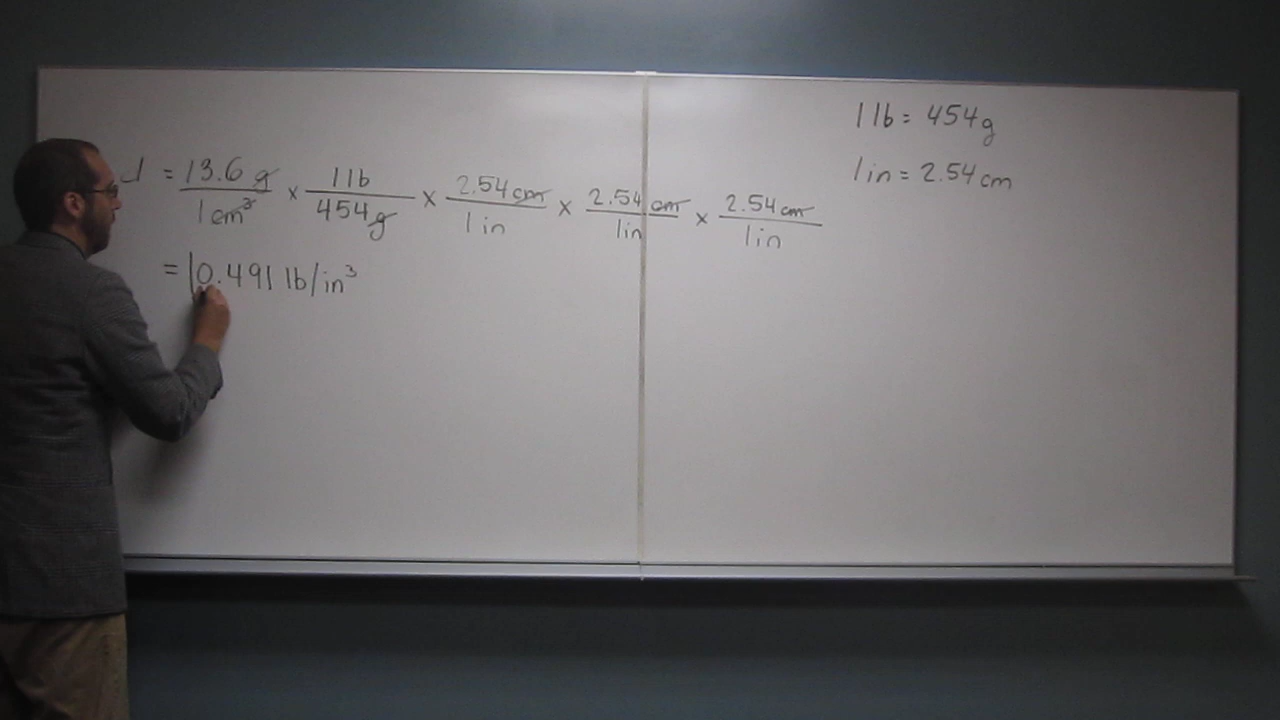 d = 13.6 g / 1 cm³ × 1 lb / 454 g × 2.54 cm / 1 in × 2.54 cm / 1 in × 2.54 cm / 1 in
= 0.491 lb/in³
1 lb = 454 g
1 in = 2.54 cm